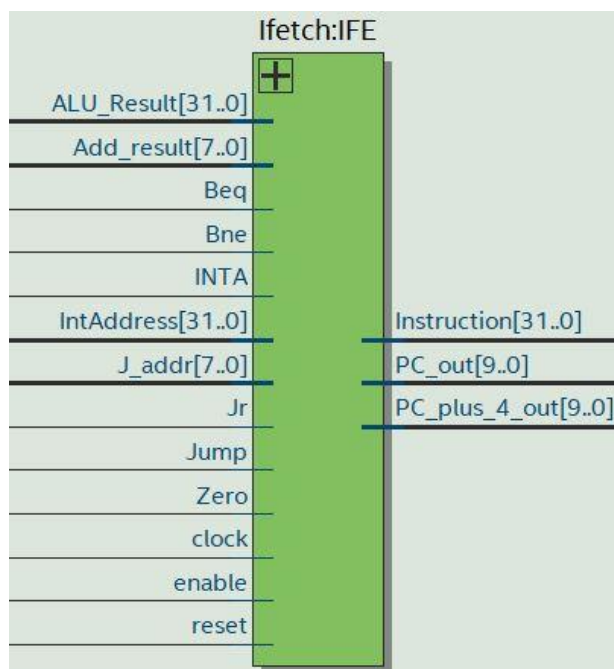 Ifetch:IFE
ALU_Result[31..0]
Add_result[7..0]
Beq
Bne
INTA
IntAddress[31..0]
J_addr[7..0]
Jr
Jump
Zero
clock
enable
reset
Instruction[31..0]
PC_out[9..0]
PC_plus_4_out[9..0]